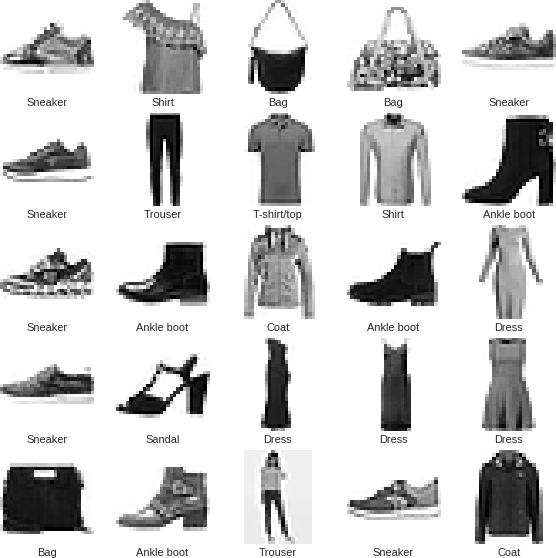 Sneaker
Shirt
Bag
Bag
Sneaker
Sneaker
Trouser
T-shirt/top
Shirt
Ankle boot
Sneaker
Ankle boot
Coat
Ankle boot
Dress
Sneaker
Sandal
Dress
Dress
Dress
Bag
Ankle boot
Trouser
Sneaker
Coat